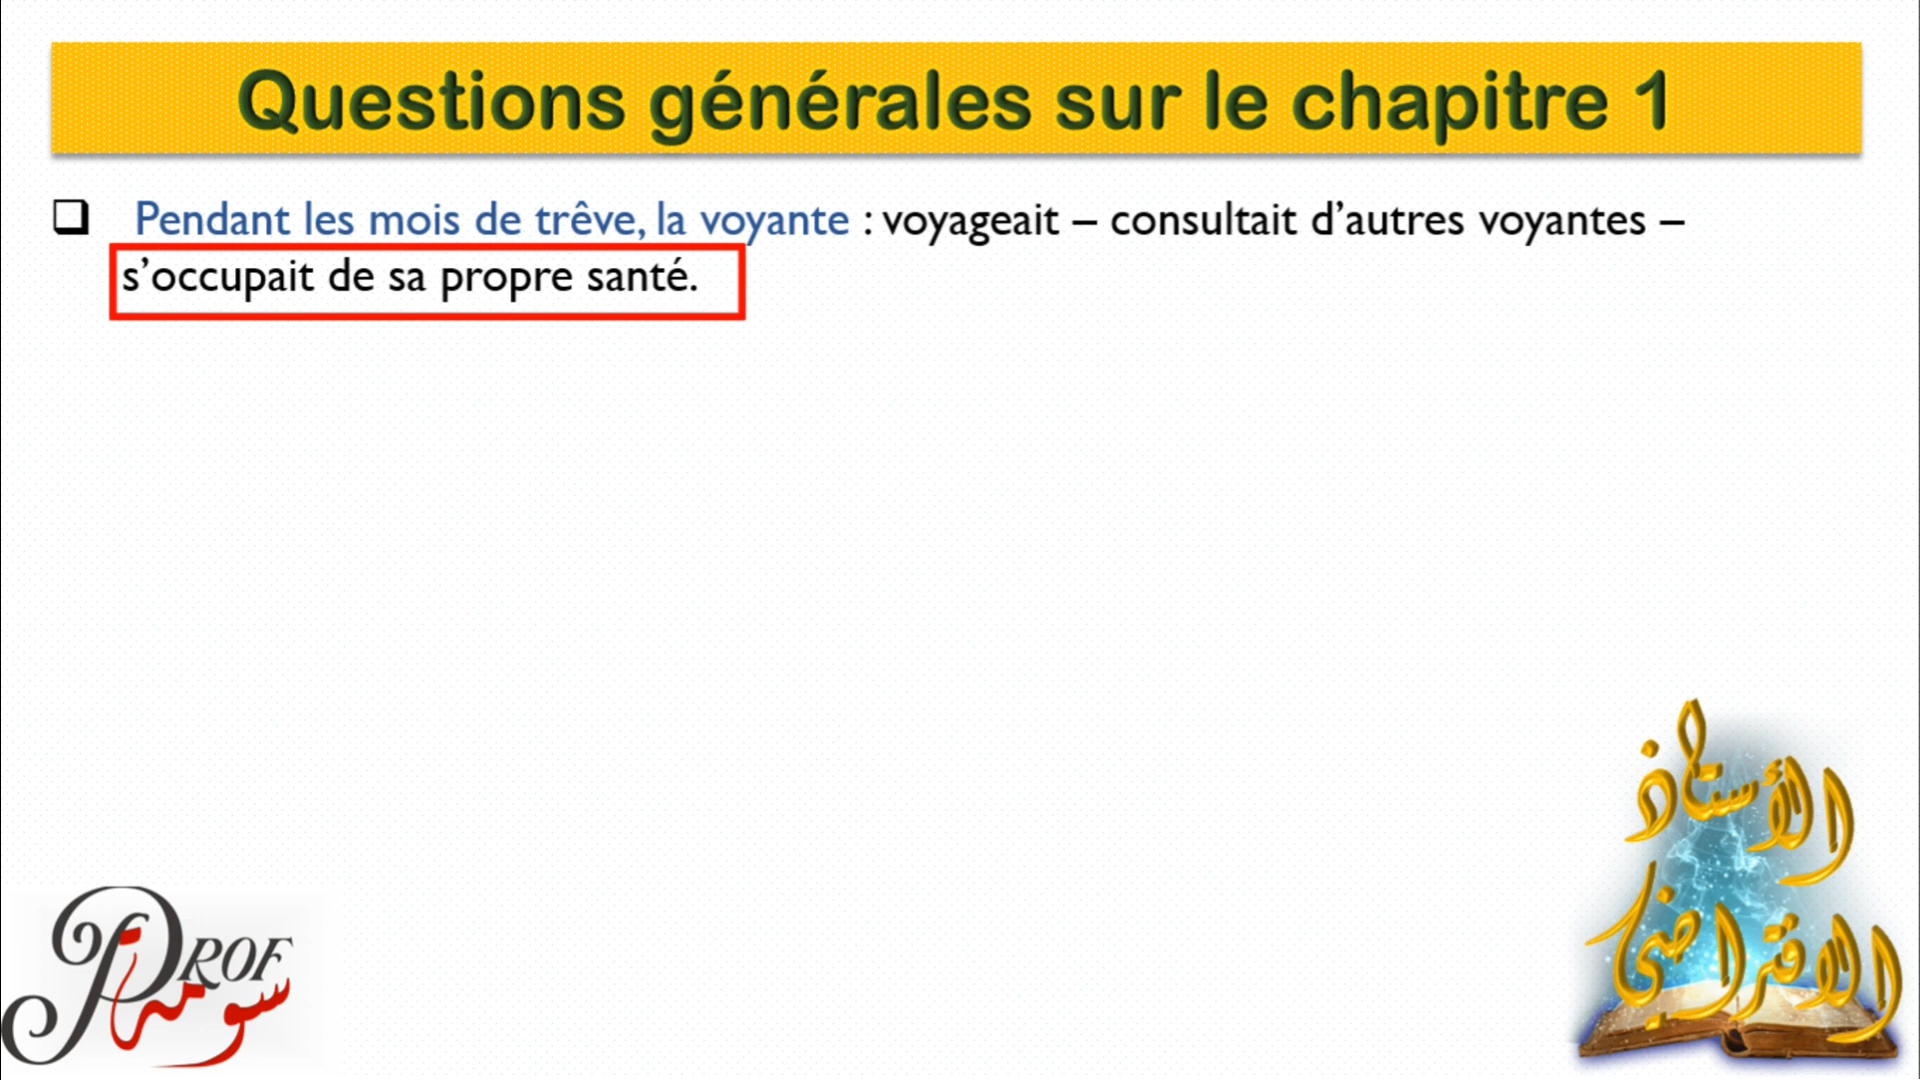 Questions générales sur le chapitre 1
Pendant les mois de trêve, la voyante : voyageait – consultait d’autres voyantes –
s’occupait de sa propre santé.
الأستاذ
الافتراضي
PROF
سومية